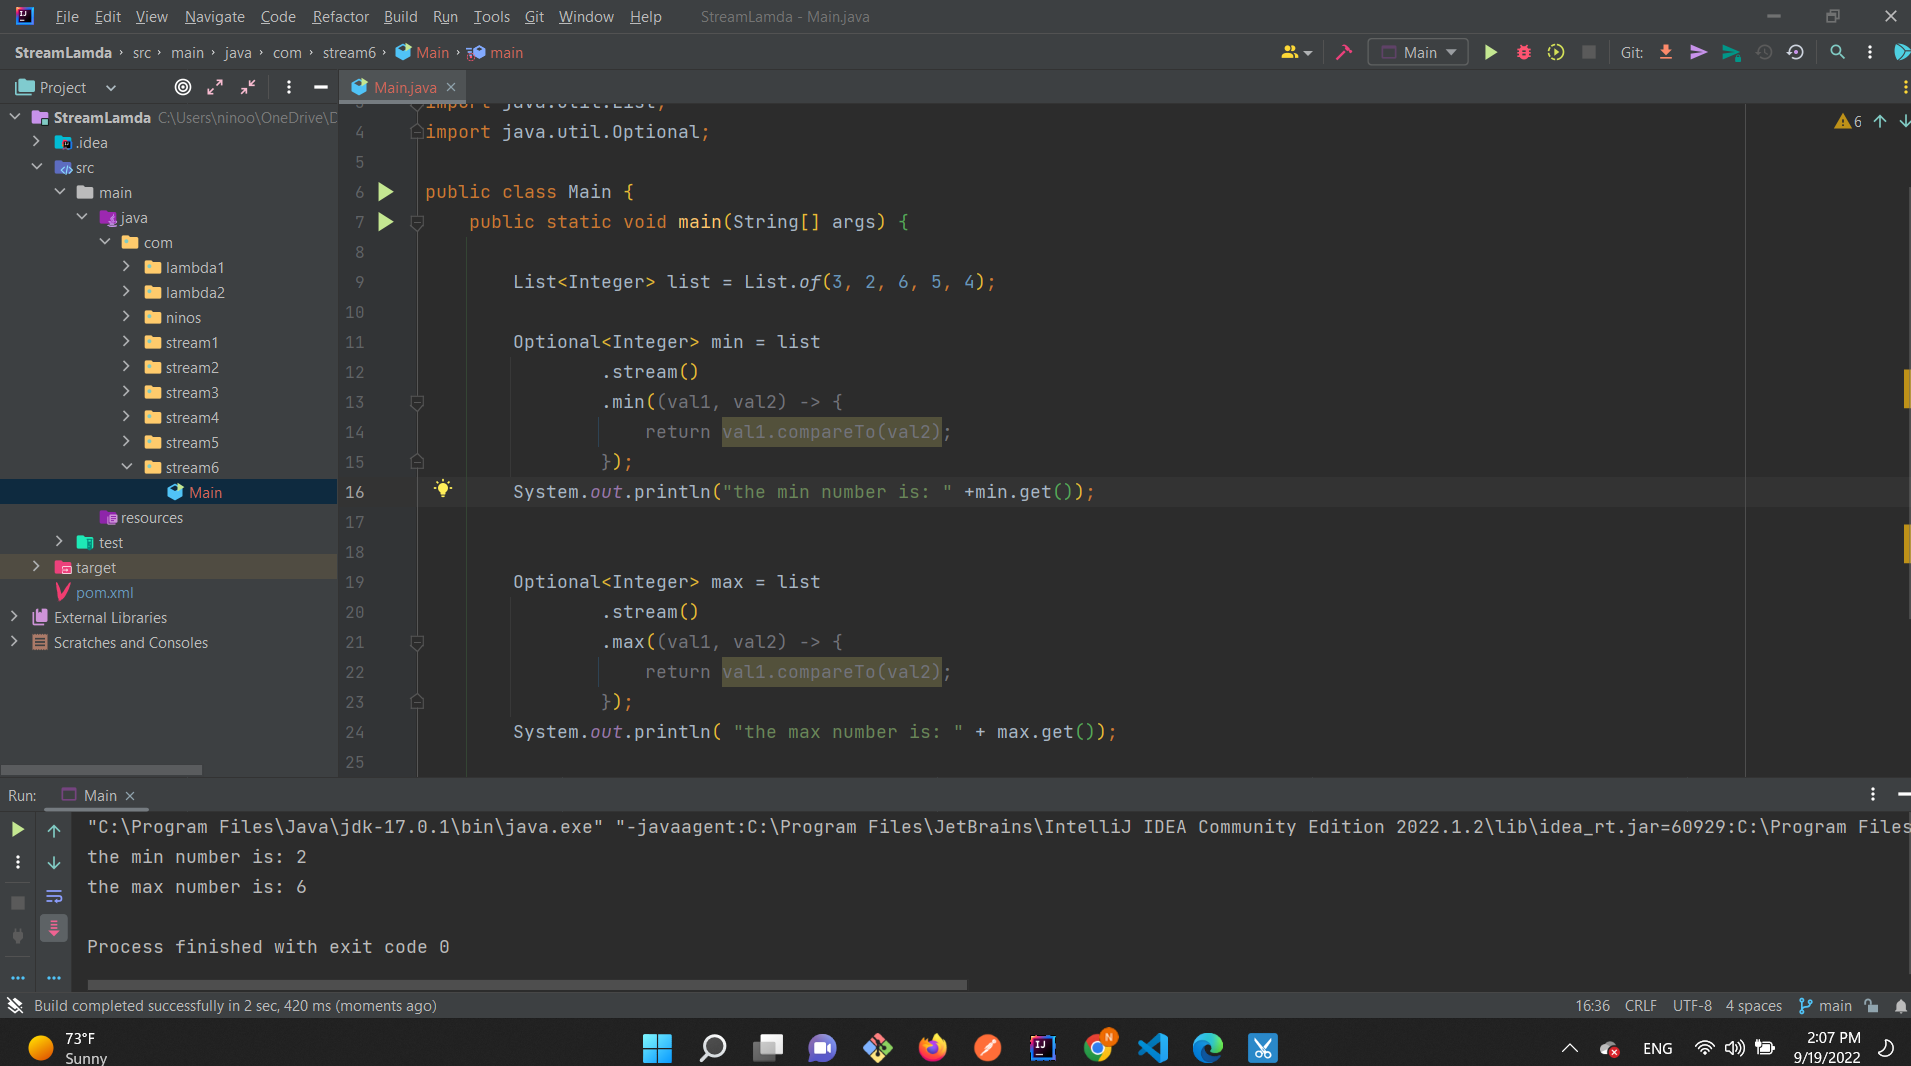 File Edit View Navigate Code Refactor Build Run Tools Git Window Help StreamLamda - Main.java
StreamLamda src main java com stream6 Main main Main Git:
Project Main.java
StreamLamda C:\Users\ninoo\OneDrive\D
.idea
src
main
java
com
lambda1
lambda2
ninos
stream1
stream2
stream3
stream4
stream5
stream6
Main
resources
test
target
pom.xml
External Libraries
Scratches and Consoles
3 import java.util.List;
4 import java.util.Optional;
5
6 public class Main {
7 public static void main(String[] args) {
8
9 List<Integer> list = List.of(3, 2, 6, 5, 4);
10
11 Optional<Integer> min = list
12 .stream()
13 .min((val1, val2) -> {
14 return val1.compareTo(val2);
15 });
16 System.out.println("the min number is: " +min.get());
17
18
19 Optional<Integer> max = list
20 .stream()
21 .max((val1, val2) -> {
22 return val1.compareTo(val2);
23 });
24 System.out.println( "the max number is: " + max.get());
25
6
Run: Main
"C:\Program Files\Java\jdk-17.0.1\bin\java.exe" "-javaagent:C:\Program Files\JetBrains\IntelliJ IDEA Community Edition 2022.1.2\lib\idea_rt.jar=60929:C:\Program Files
the min number is: 2
the max number is: 6
Process finished with exit code 0
Build completed successfully in 2 sec, 420 ms (moments ago) 16:36 CRLF UTF-8 4 spaces main
73°F
Sunny
N
IJ
ENG
2:07 PM
9/19/2022